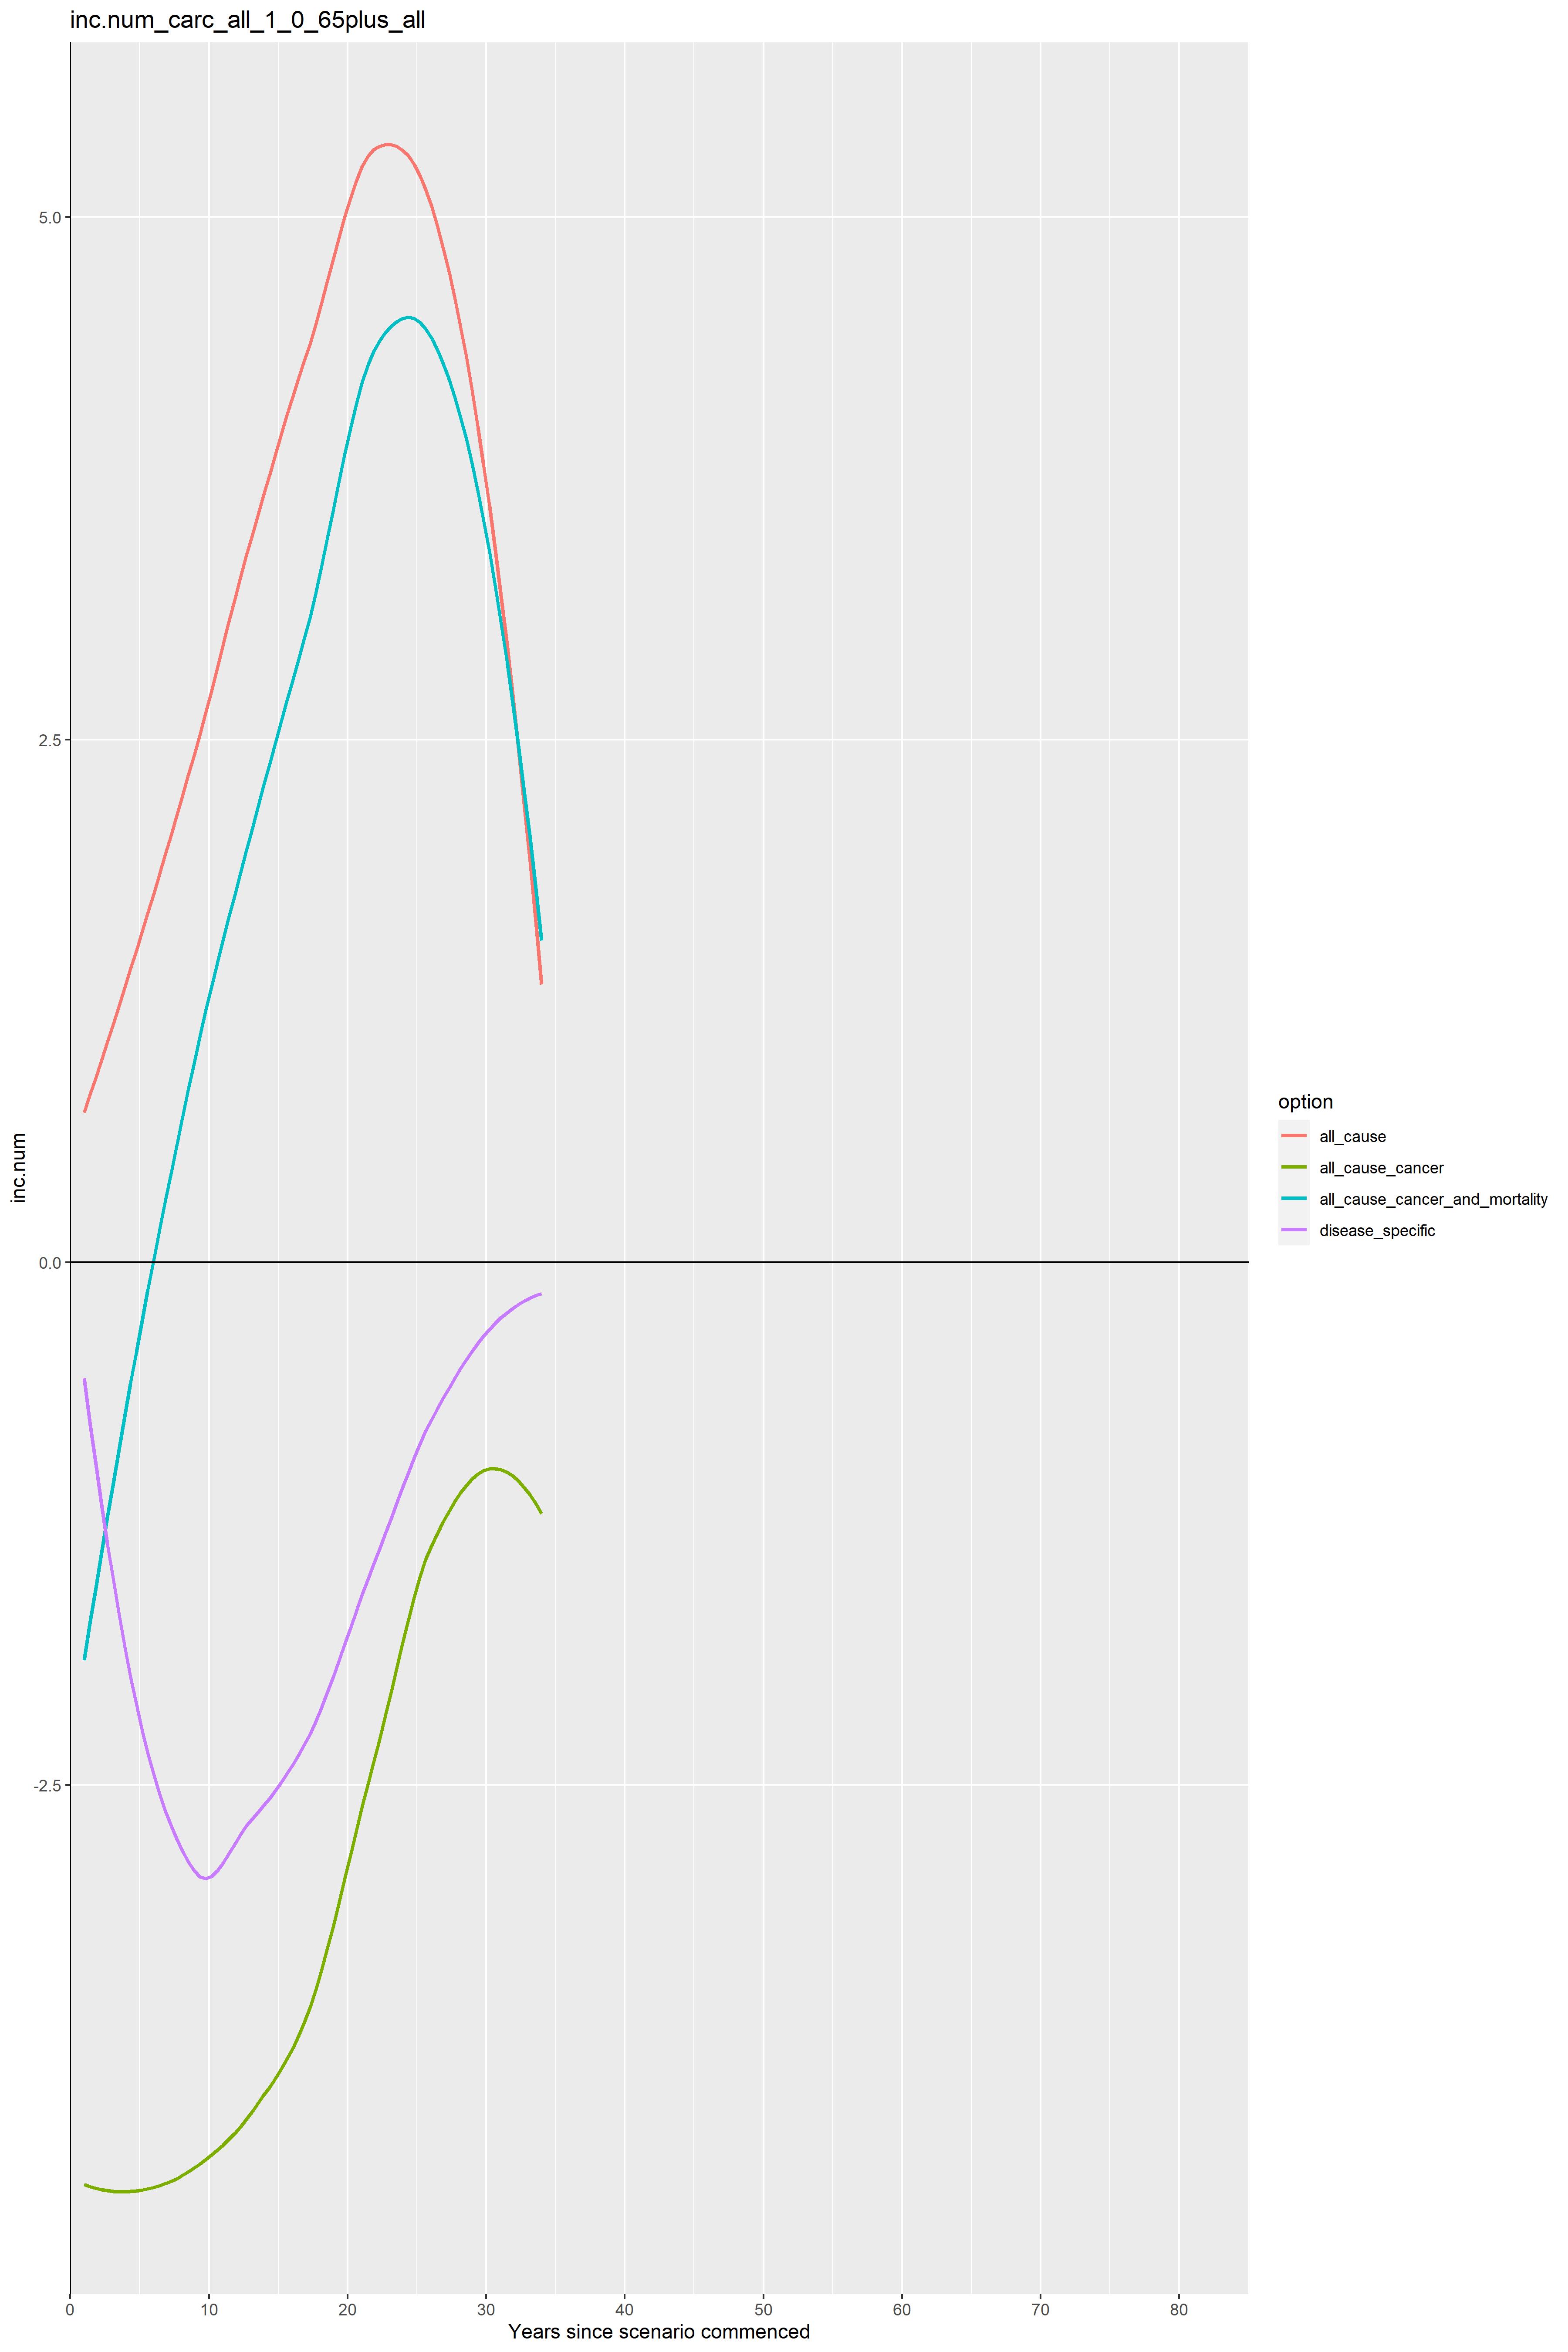 inc.num_carc_all_1_0_65plus_all
5.0
2.5
0.0
-2.5
inc.num
0 10 20 30 40 50 60 70 80
Years since scenario commenced
option
all_cause
all_cause_cancer
all_cause_cancer_and_mortality
disease_specific